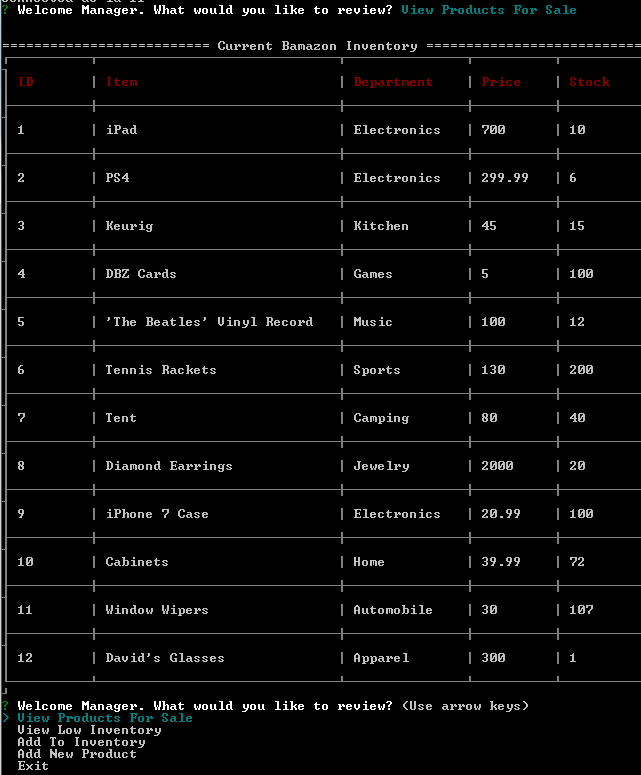 ? Welcome Manager. What would you like to review? View Products For Sale
========================== Current Bamazon Inventory ===========================
ID | Item | Department | Price | Stock
1 | iPad | Electronics | 700 | 10
2 | PS4 | Electronics | 299.99 | 6
3 | Keurig | Kitchen | 45 | 15
4 | DBZ Cards | Games | 5 | 100
5 | 'The Beatles' Vinyl Record | Music | 100 | 12
6 | Tennis Rackets | Sports | 130 | 200
7 | Tent | Camping | 80 | 40
8 | Diamond Earrings | Jewelry | 2000 | 20
9 | iPhone 7 Case | Electronics | 20.99 | 100
10 | Cabinets | Home | 39.99 | 72
11 | Window Wipers | Automobile | 30 | 107
12 | David's Glasses | Apparel | 300 | 1
? Welcome Manager. What would you like to review? (Use arrow keys)
> View Products For Sale
View Low Inventory
Add To Inventory
Add New Product
Exit